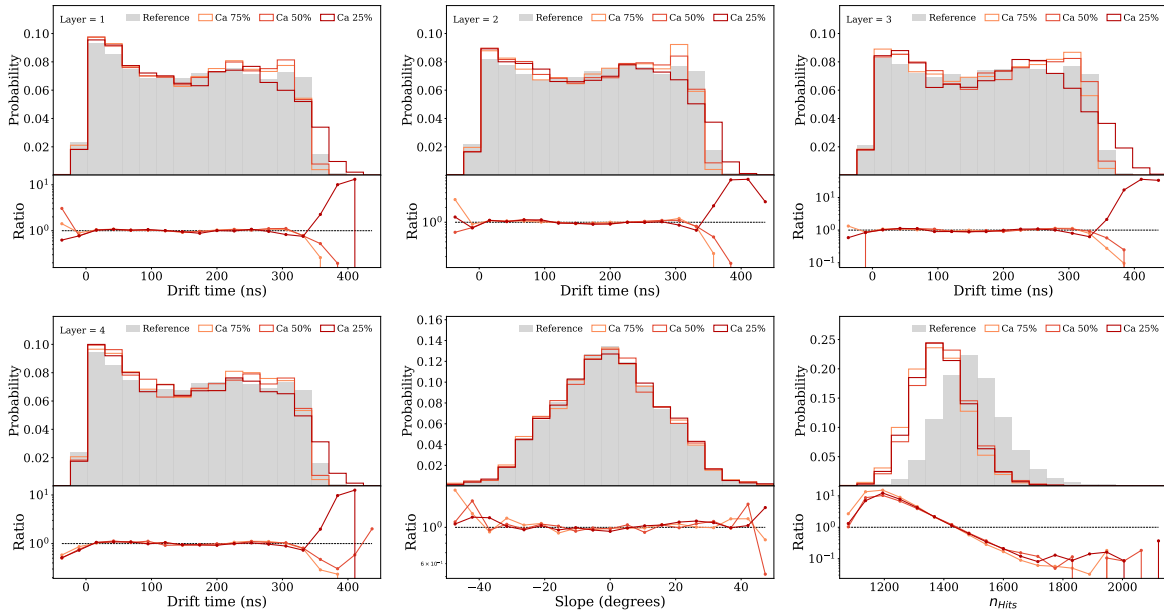 Layer = 1 Reference Ca 75% Ca 50% Ca 25%
Probability
0.10
0.08
0.06
0.04
0.02
Ratio
10¹
10⁰
0 100 200 300 400
Drift time (ns)
Layer = 2 Reference Ca 75% Ca 50% Ca 25%
Probability
0.10
0.08
0.06
0.04
0.02
Ratio
10⁰
0 100 200 300 400
Drift time (ns)
Layer = 3 Reference Ca 75% Ca 50% Ca 25%
Probability
0.10
0.08
0.06
0.04
0.02
Ratio
10¹
10⁰
10⁻¹
0 100 200 300 400
Drift time (ns)
Layer = 4 Reference Ca 75% Ca 50% Ca 25%
Probability
0.10
0.08
0.06
0.04
0.02
Ratio
10¹
10⁰
0 100 200 300 400
Drift time (ns)
Reference Ca 75% Ca 50% Ca 25%
Probability
0.16
0.14
0.12
0.10
0.08
0.06
0.04
0.02
Ratio
10⁰
6 × 10⁻¹
−40 −20 0 20 40
Slope (degrees)
Reference Ca 75% Ca 50% Ca 25%
Probability
0.25
0.20
0.15
0.10
0.05
Ratio
10¹
10⁰
10⁻¹
1200 1400 1600 1800 2000
n_Hits